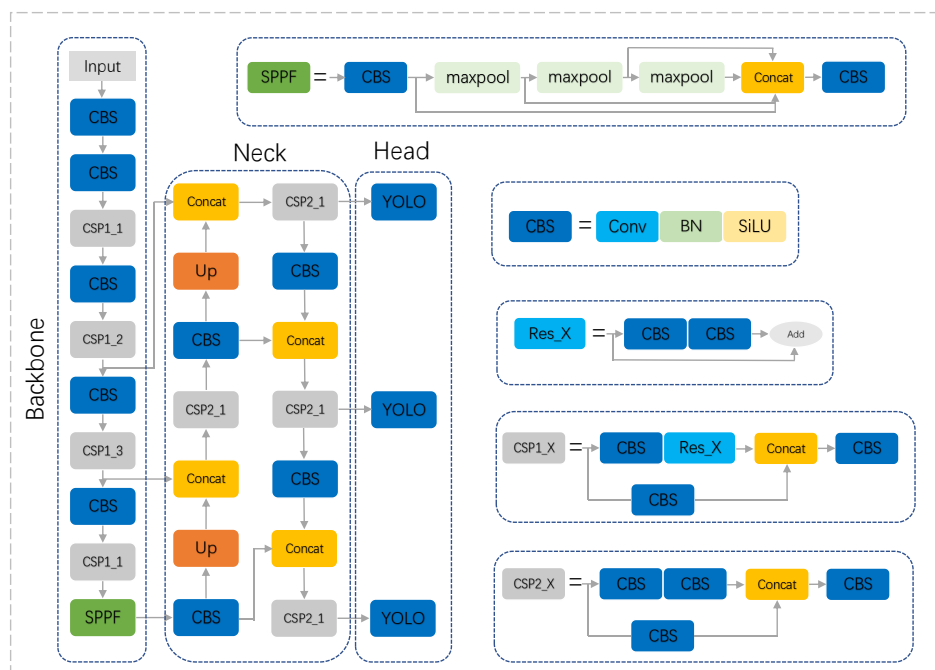 Backbone
Input
CBS
CBS
CSP1_1
CBS
CSP1_2
CBS
CSP1_3
CBS
CSP1_1
SPPF
Neck
Concat
Up
CBS
CSP2_1
Concat
Up
CBS
CSP2_1
CBS
Concat
CSP2_1
CBS
Concat
CSP2_1
Head
YOLO
YOLO
YOLO
SPPF = CBS maxpool maxpool maxpool Concat CBS
CBS = Conv BN SiLU
Res_X = CBS CBS Add
CSP1_X = CBS Res_X Concat CBS
CBS
CSP2_X = CBS CBS Concat CBS
CBS